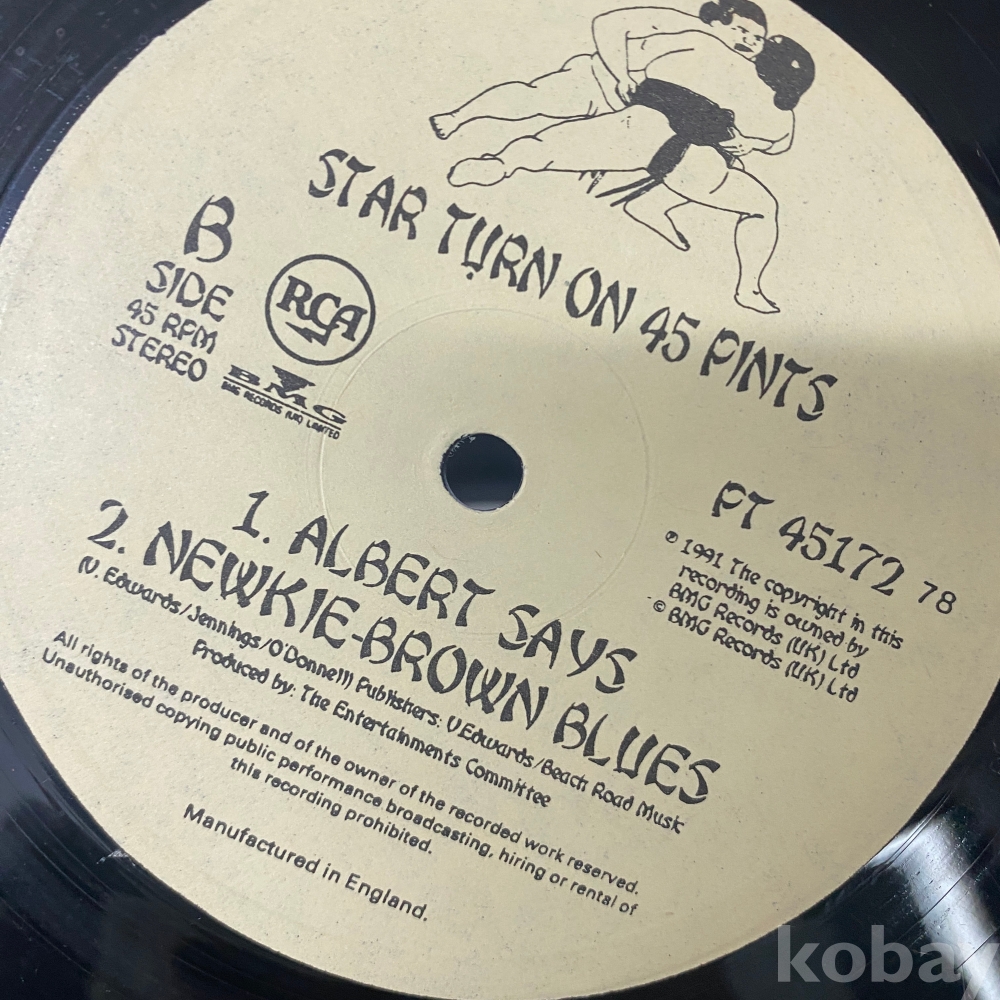 STAR TURN ON 45 PINTS
B
SIDE
45 RPM
STEREO
RCA
BMG
BMG RECORDS (UK) LIMITED
PT 45172 78
℗ 1991 The copyright in this
recording is owned by
BMG Records (UK) Ltd
© BMG Records (UK) Ltd
1. ALBERT SAYS
2. NEWKIE-BROWN BLUES
(V. Edwards/Jennings/O'Donnell) Publishers: V.Edwards/Beach Road Music
Produced by: The Entertainments Committee
All rights of the producer and of the owner of the recorded work reserved.
Unauthorised copying public performance broadcasting, hiring or rental of
this recording prohibited.
Manufactured in England.
kobay